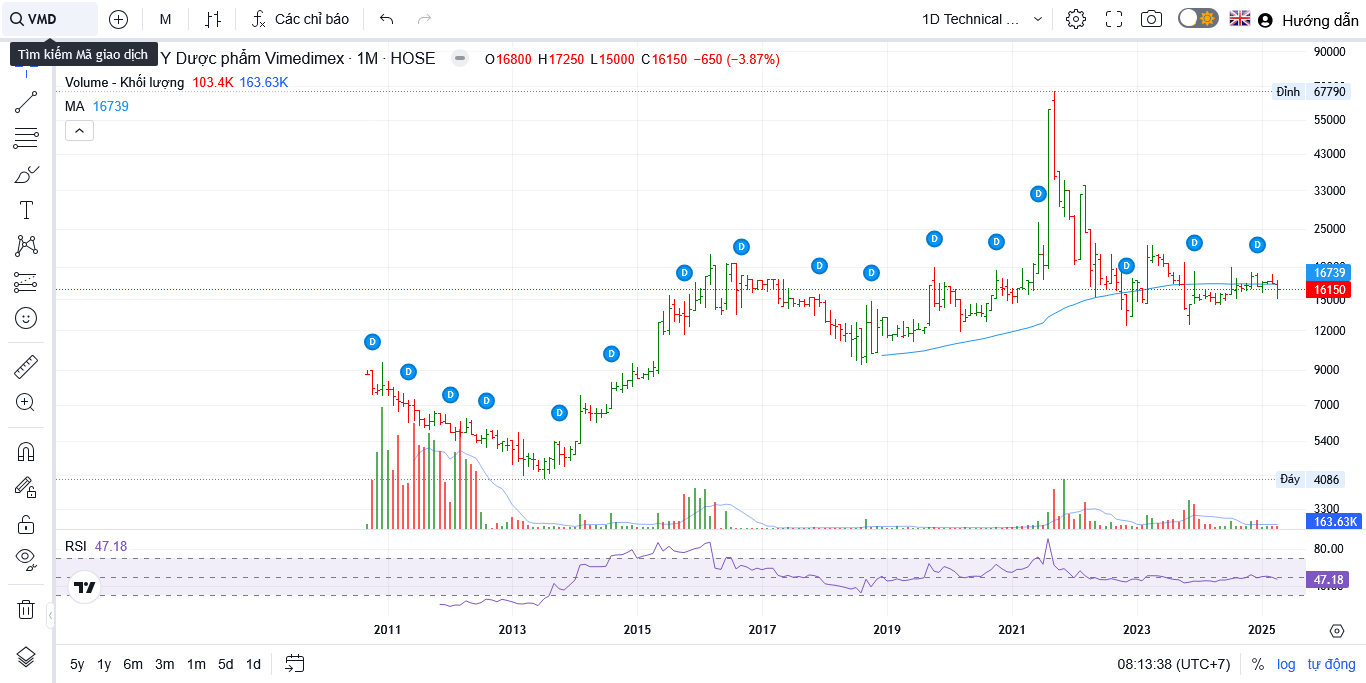 VMD M Các chỉ báo 1D Technical ... Hướng dẫn
Tìm kiếm Mã giao dịch
Y Dược phẩm Vimedimex · 1M · HOSE O16800 H17250 L15000 C16150 −650 (−3.87%)
Volume - Khối lượng 103.4K 163.63K
MA 16739
90000
Đỉnh 67790
55000
43000
33000
25000
16739
16150
15000
12000
9000
7000
5400
Đáy 4086
3300
163.63K
D D D D D D D D D D D D D D D D
RSI 47.18
80.00
47.18
2011 2013 2015 2017 2019 2021 2023 2025
5y 1y 6m 3m 1m 5d 1d 08:13:38 (UTC+7) % log tự động